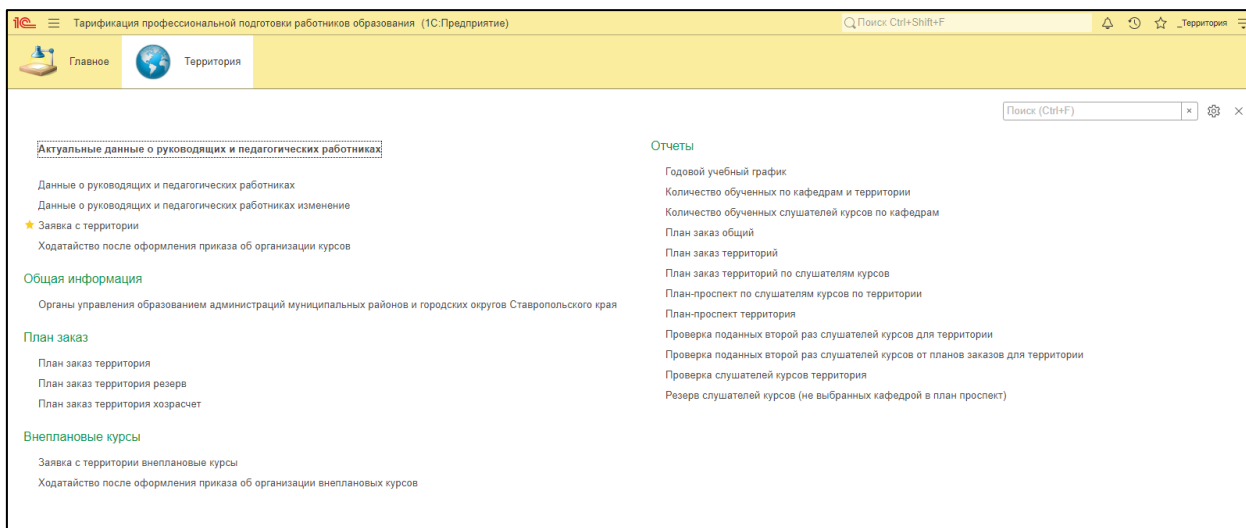 1С Тарификация профессиональной подготовки работников образования (1С:Предприятие) Поиск Ctrl+Shift+F _Территория
Главное Территория
Поиск (Ctrl+F)
Актуальные данные о руководящих и педагогических работниках
Данные о руководящих и педагогических работниках
Данные о руководящих и педагогических работниках изменение
Заявка с территории
Ходатайство после оформления приказа об организации курсов
Общая информация
Органы управления образованием администраций муниципальных районов и городских округов Ставропольского края
План заказ
План заказ территория
План заказ территория резерв
План заказ территория хозрасчет
Внеплановые курсы
Заявка с территории внеплановые курсы
Ходатайство после оформления приказа об организации внеплановых курсов
Отчеты
Годовой учебный график
Количество обученных по кафедрам и территории
Количество обученных слушателей курсов по кафедрам
План заказ общий
План заказ территорий
План заказ территорий по слушателям курсов
План-проспект по слушателям курсов по территории
План-проспект территория
Проверка поданных второй раз слушателей курсов для территории
Проверка поданных второй раз слушателей курсов от планов заказов для территории
Проверка слушателей курсов территория
Резерв слушателей курсов (не выбранных кафедрой в план проспект)